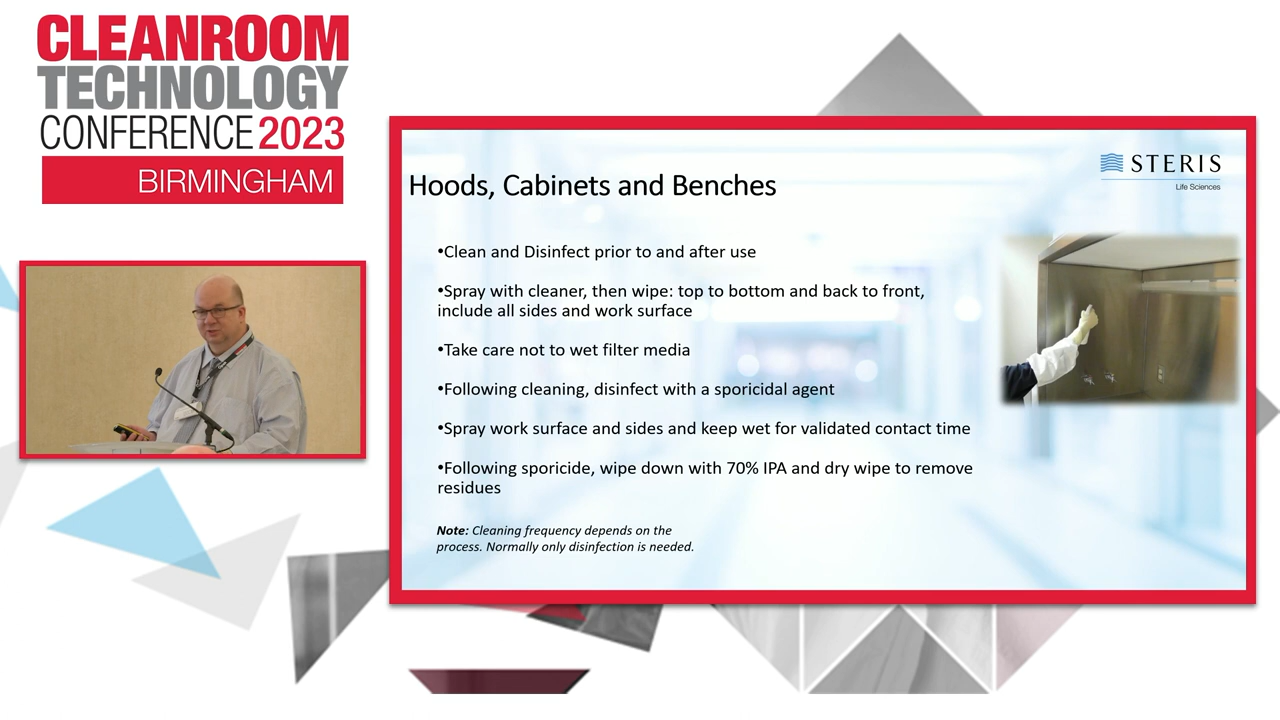 CLEANROOM
TECHNOLOGY
CONFERENCE 2023
BIRMINGHAM
STERIS
Life Sciences
Hoods, Cabinets and Benches
•Clean and Disinfect prior to and after use
•Spray with cleaner, then wipe: top to bottom and back to front,
include all sides and work surface
•Take care not to wet filter media
•Following cleaning, disinfect with a sporicidal agent
•Spray work surface and sides and keep wet for validated contact time
•Following sporicide, wipe down with 70% IPA and dry wipe to remove
residues
Note: Cleaning frequency depends on the
process. Normally only disinfection is needed.